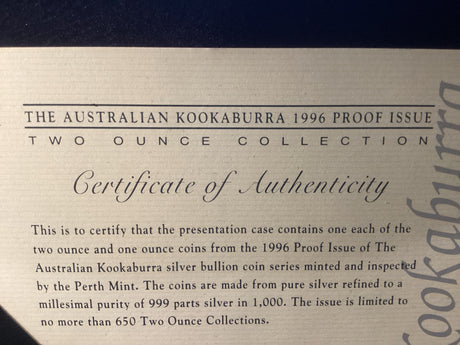 THE AUSTRALIAN KOOKABURRA 1996 PROOF ISSUE
TWO OUNCE COLLECTION
Certificate of Authenticity
This is to certify that the presentation case contains one each of the
two ounce and one ounce coins from the 1996 Proof Issue of The
Australian Kookaburra silver bullion coin series minted and inspected
by the Perth Mint. The coins are made from pure silver refined to a
millesimal purity of 999 parts silver in 1,000. The issue is limited to
no more than 650 Two Ounce Collections.
Kookaburra